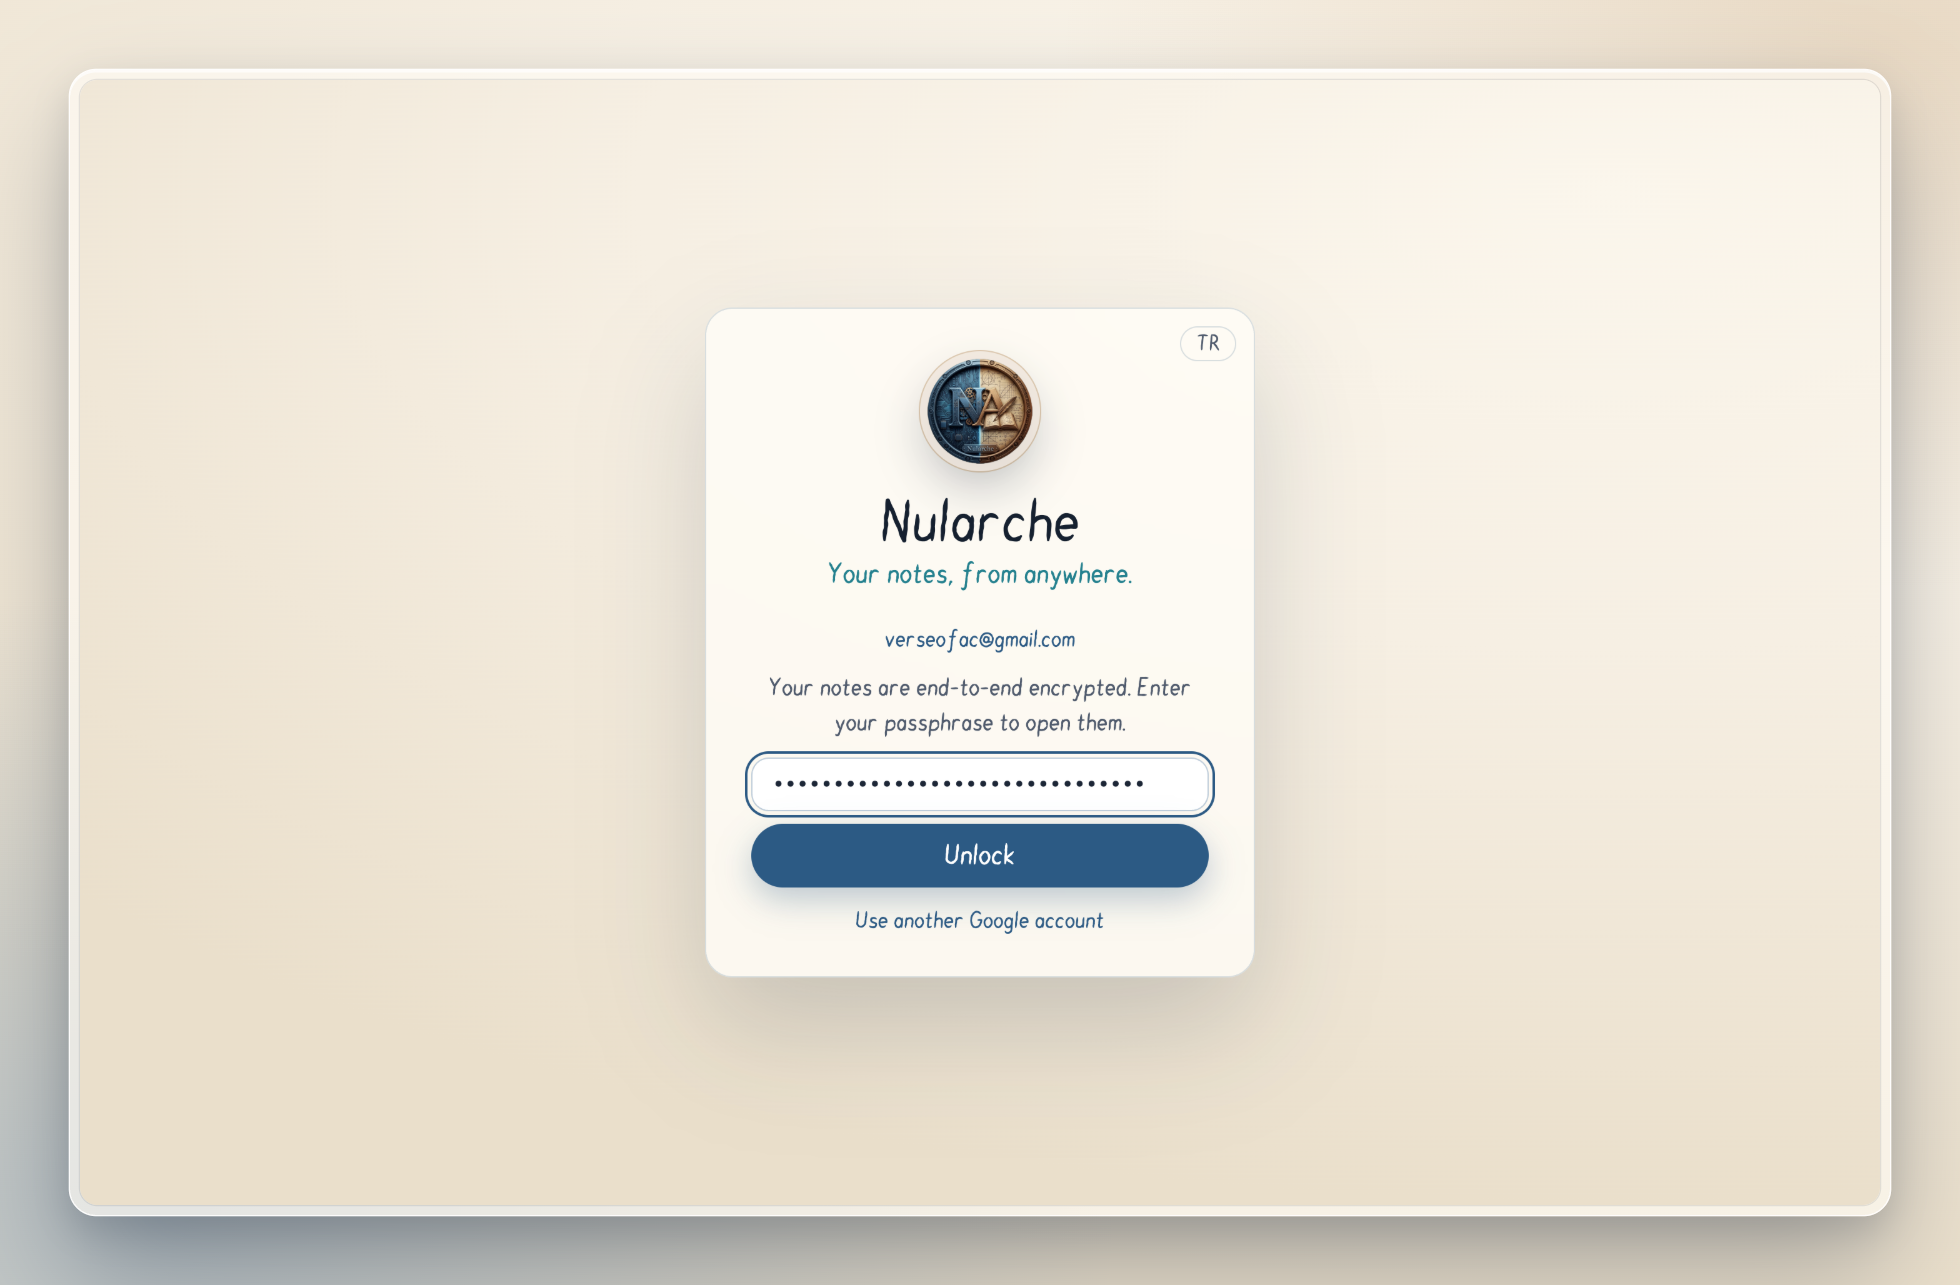 TR
NA
Nularche
Your notes, from anywhere.
verseofac@gmail.com
Your notes are end-to-end encrypted. Enter
your passphrase to open them.
•••••••••••••••••••••••••••••••
Unlock
Use another Google account